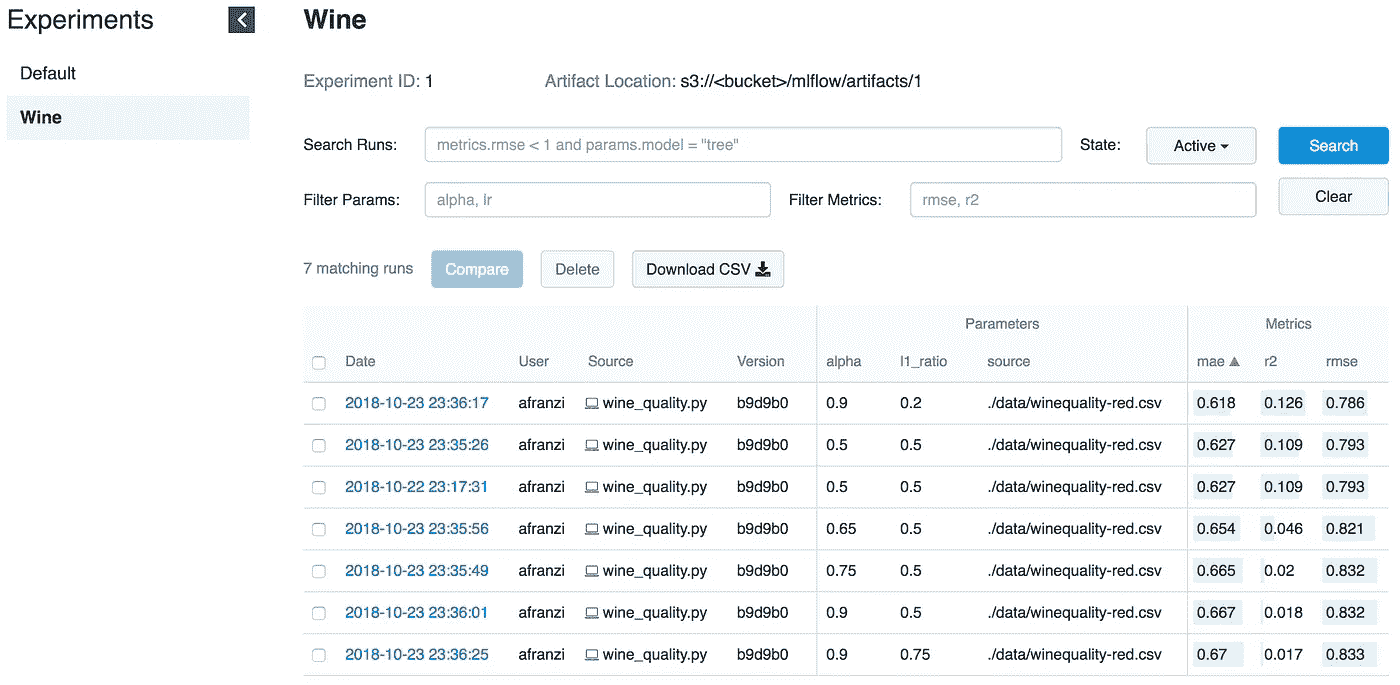 Experiments
Default
Wine
Wine
Experiment ID: 1 Artifact Location: s3://<bucket>/mlflow/artifacts/1
Search Runs: metrics.rmse < 1 and params.model = "tree" State: Active Search
Filter Params: alpha, lr Filter Metrics: rmse, r2 Clear
7 matching runs Compare Delete Download CSV
Parameters Metrics
Date User Source Version alpha l1_ratio source mae r2 rmse
2018-10-23 23:36:17 afranzi wine_quality.py b9d9b0 0.9 0.2 ./data/winequality-red.csv 0.618 0.126 0.786
2018-10-23 23:35:26 afranzi wine_quality.py b9d9b0 0.5 0.5 ./data/winequality-red.csv 0.627 0.109 0.793
2018-10-22 23:17:31 afranzi wine_quality.py b9d9b0 0.5 0.5 ./data/winequality-red.csv 0.627 0.109 0.793
2018-10-23 23:35:56 afranzi wine_quality.py b9d9b0 0.65 0.5 ./data/winequality-red.csv 0.654 0.046 0.821
2018-10-23 23:35:49 afranzi wine_quality.py b9d9b0 0.75 0.5 ./data/winequality-red.csv 0.665 0.02 0.832
2018-10-23 23:36:01 afranzi wine_quality.py b9d9b0 0.9 0.5 ./data/winequality-red.csv 0.667 0.018 0.832
2018-10-23 23:36:25 afranzi wine_quality.py b9d9b0 0.9 0.75 ./data/winequality-red.csv 0.67 0.017 0.833